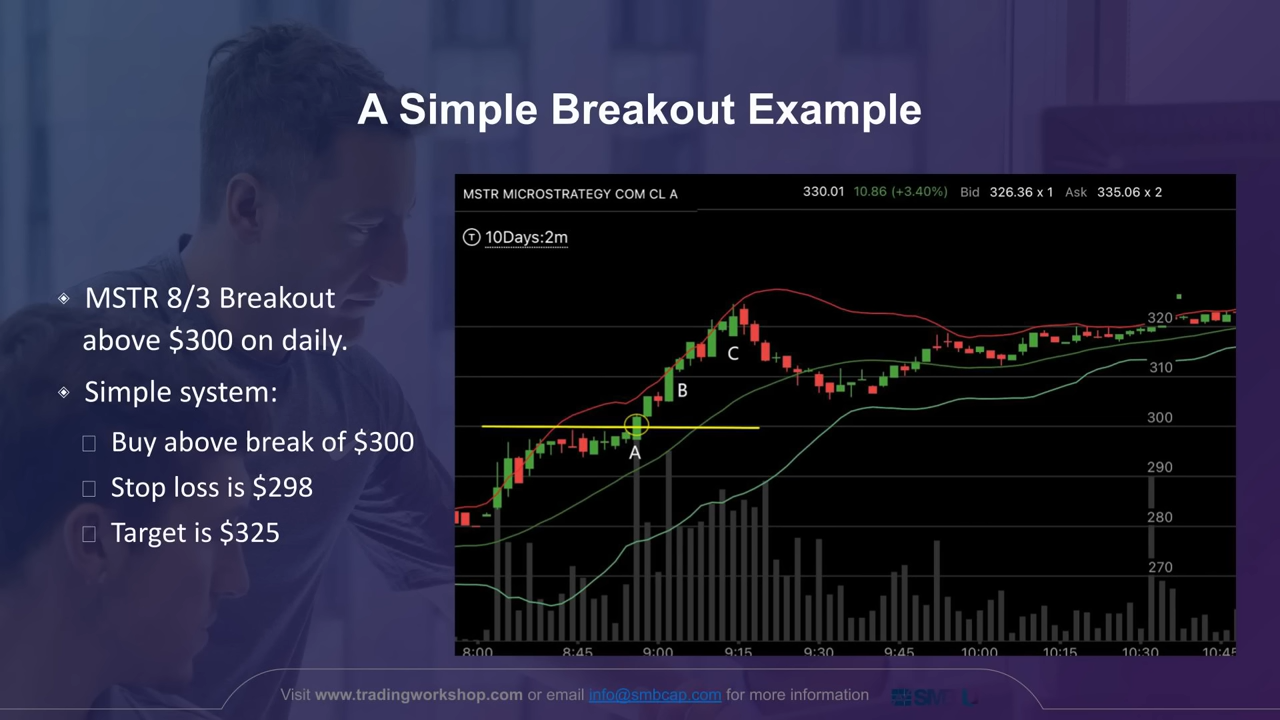 A Simple Breakout Example
MSTR 8/3 Breakout
above $300 on daily.
Simple system:
Buy above break of $300
Stop loss is $298
Target is $325
MSTR MICROSTRATEGY COM CL A
330.01 10.86 (+3.40%) Bid 326.36 x 1 Ask 335.06 x 2
T 10Days:2m
320
310
300
290
280
270
C
B
A
8:00 8:45 9:00 9:15 9:30 9:45 10:00 10:15 10:30 10:45
Visit www.tradingworkshop.com or email info@smbcap.com for more information